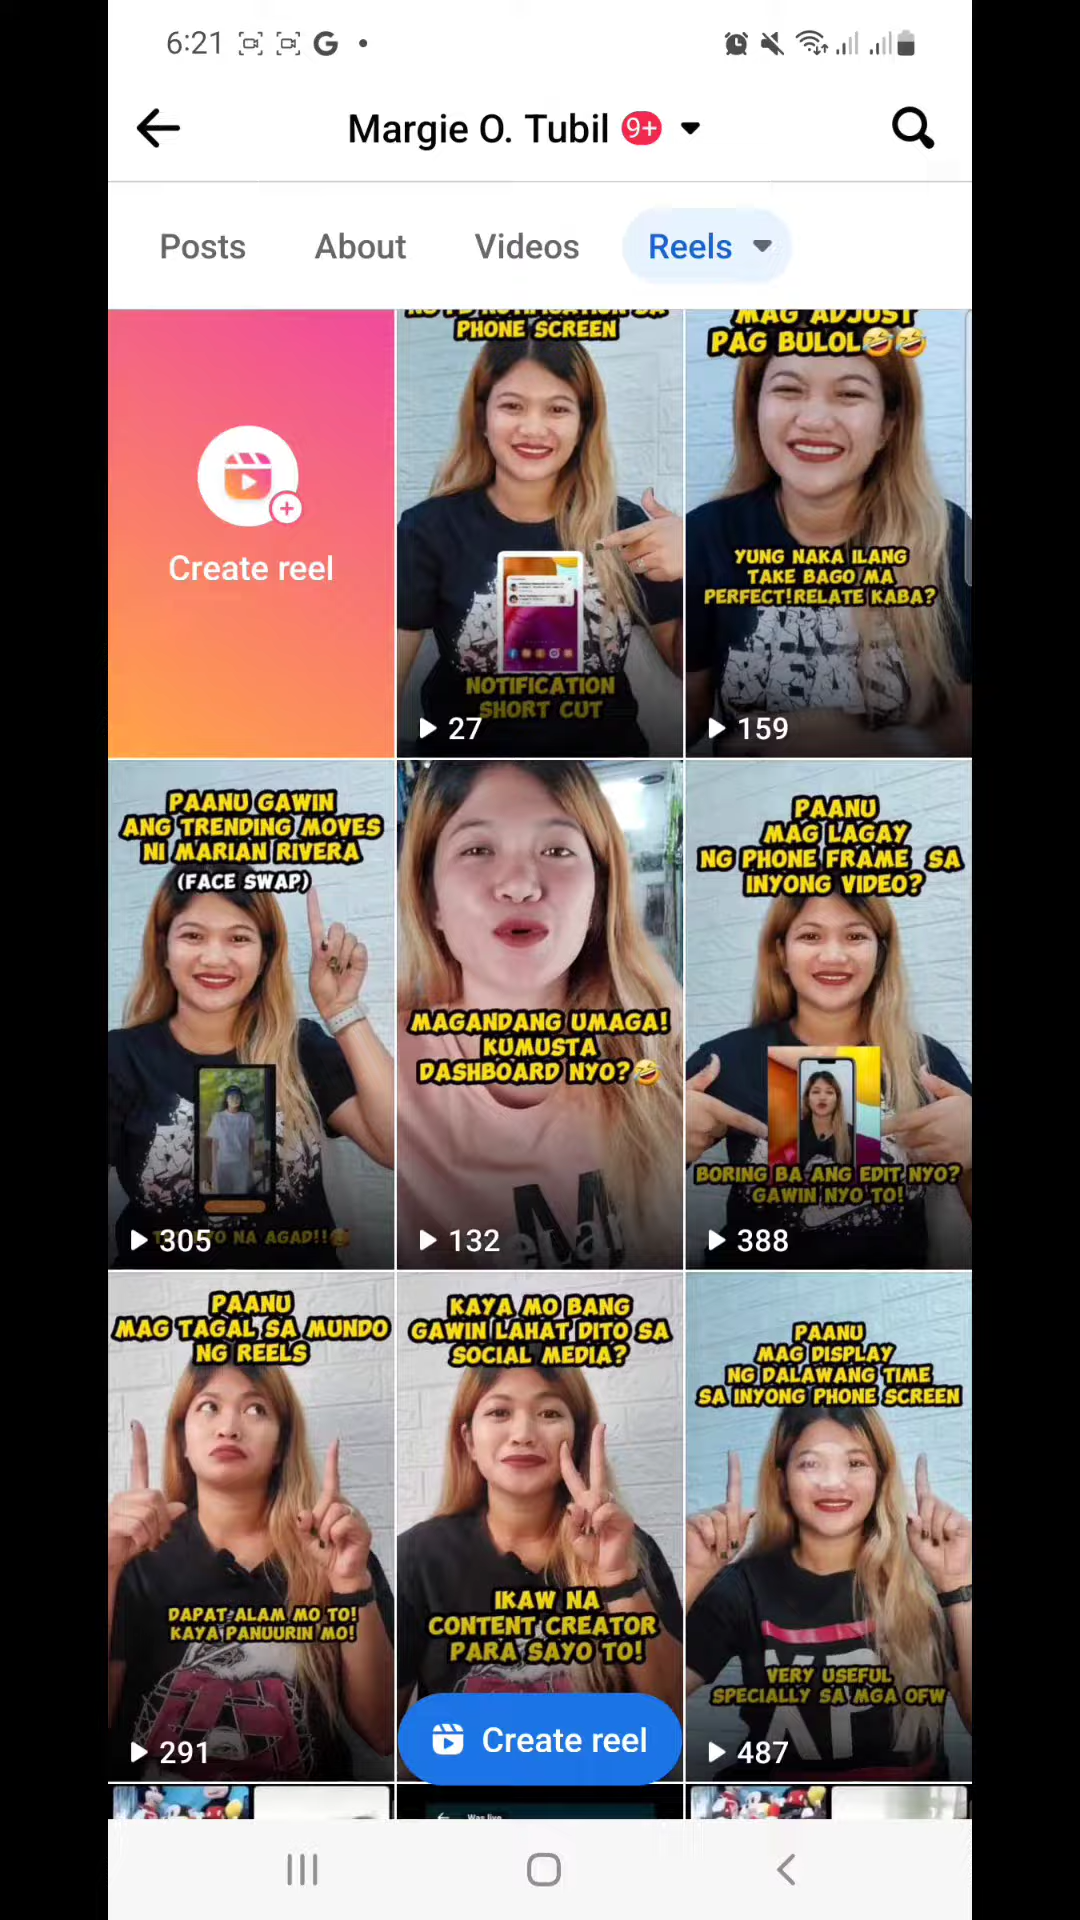 6:21
Margie O. Tubil 9+
Posts About Videos Reels
Create reel
PHONE SCREEN
NOTIFICATION
SHORT CUT
27
MAG ADJUST
PAG BULOL🤣🤣
YUNG NAKA ILANG
TAKE BAGO MA
PERFECT!RELATE KABA?
159
PAANU GAWIN
ANG TRENDING MOVES
NI MARIAN RIVERA
(FACE SWAP)
NA AGAD!!
305
MAGANDANG UMAGA!
KUMUSTA
DASHBOARD NYO?🤣
132
PAANU
MAG LAGAY
NG PHONE FRAME SA
INYONG VIDEO?
BORING BA ANG EDIT NYO?
GAWIN NYO TO!
388
PAANU
MAG TAGAL SA MUNDO
NG REELS
DAPAT ALAM MO TO!
KAYA PANUURIN MO!
291
KAYA MO BANG
GAWIN LAHAT DITO SA
SOCIAL MEDIA?
IKAW NA
CONTENT CREATOR
PARA SAYO TO!
Create reel
PAANU
MAG DISPLAY
NG DALAWANG TIME
SA INYONG PHONE SCREEN
VERY USEFUL
SPECIALLY SA MGA OFW
487
Was live